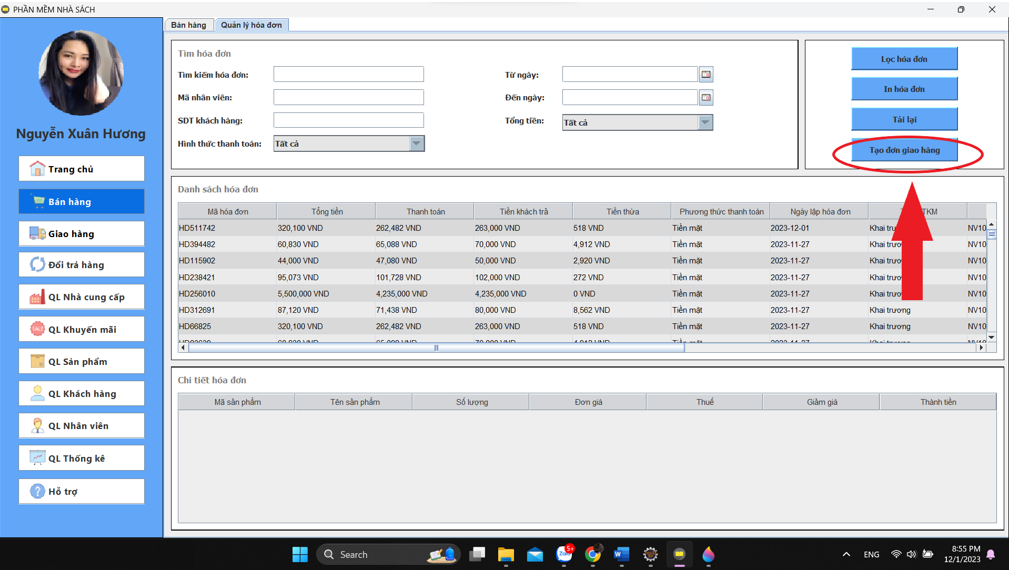 PHẦN MỀM NHÀ SÁCH
Bán hàng Quản lý hóa đơn
Nguyễn Xuân Hương
Trang chủ
Bán hàng
Giao hàng
Đổi trả hàng
QL Nhà cung cấp
SALE
QL Khuyến mãi
QL Sản phẩm
QL Khách hàng
QL Nhân viên
QL Thống kê
? Hỗ trợ
Tìm hóa đơn
Tìm kiếm hóa đơn: Từ ngày:
Mã nhân viên: Đến ngày:
SDT khách hàng: Tổng tiền: Tất cả
Hình thức thanh toán: Tất cả
Lọc hóa đơn
In hóa đơn
Tải lại
Tạo đơn giao hàng
Danh sách hóa đơn
Mã hóa đơn Tổng tiền Thanh toán Tiền khách trả Tiền thừa Phương thức thanh toán Ngày lập hóa đơn TKM
HD511742 320,100 VND 262,482 VND 263,000 VND 518 VND Tiền mặt 2023-12-01 Khai trư NV10
HD394482 60,830 VND 65,088 VND 70,000 VND 4,912 VND Tiền mặt 2023-11-27 Khai NV10
HD115902 44,000 VND 47,080 VND 50,000 VND 2,920 VND Tiền mặt 2023-11-27 Khai trư NV10
HD238421 95,073 VND 101,728 VND 102,000 VND 272 VND Tiền mặt 2023-11-27 Khai trư NV10
HD256010 5,500,000 VND 4,235,000 VND 4,235,000 VND 0 VND Tiền mặt 2023-11-27 Khai trư NV10
HD312691 87,120 VND 71,438 VND 80,000 VND 8,562 VND Tiền mặt 2023-11-27 Khai trương NV10
HD66825 320,100 VND 262,482 VND 263,000 VND 518 VND Tiền mặt 2023-11-27 Khai trương NV10
Chi tiết hóa đơn
Mã sản phẩm Tên sản phẩm Số lượng Đơn giá Thuế Giảm giá Thành tiền
Search
5+
ENG
8:55 PM
12/1/2023